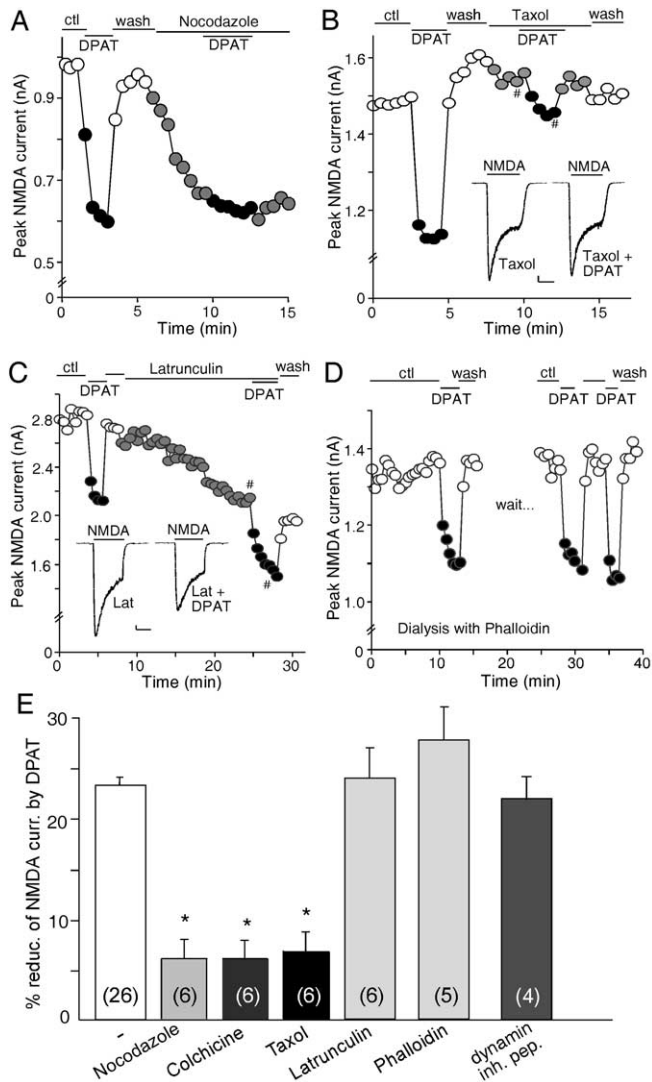 A
ctl
wash
Nocodazole
DPAT
DPAT
Peak NMDA current (nA)
0.9
0.7
0.5
0
0
5
10
15
Time (min)
B
ctl
wash
Taxol
wash
DPAT
DPAT
Peak NMDA current (nA)
1.6
1.4
1.2
0
#
#
NMDA
NMDA
Taxol
Taxol +
DPAT
0
5
10
15
Time (min)
C
ctl
Latrunculin
wash
DPAT
DPAT
Peak NMDA current (nA)
2.8
2.4
2.0
1.6
0
#
#
NMDA
NMDA
Lat
Lat +
DPAT
0
10
20
30
Time (min)
D
ctl
wash
ctl
wash
DPAT
DPAT
DPAT
Peak NMDA current (nA)
1.4
1.2
1.0
0
wait...
Dialysis with Phalloidin
0
10
20
30
40
Time (min)
E
% reduc. of NMDA curr. by DPAT
30
20
10
5
0
*
*
*
(26)
(6)
(6)
(6)
(6)
(5)
(4)
-
Nocodazole
Colchicine
Taxol
Latrunculin
Phalloidin
dynamin
inh. pep.